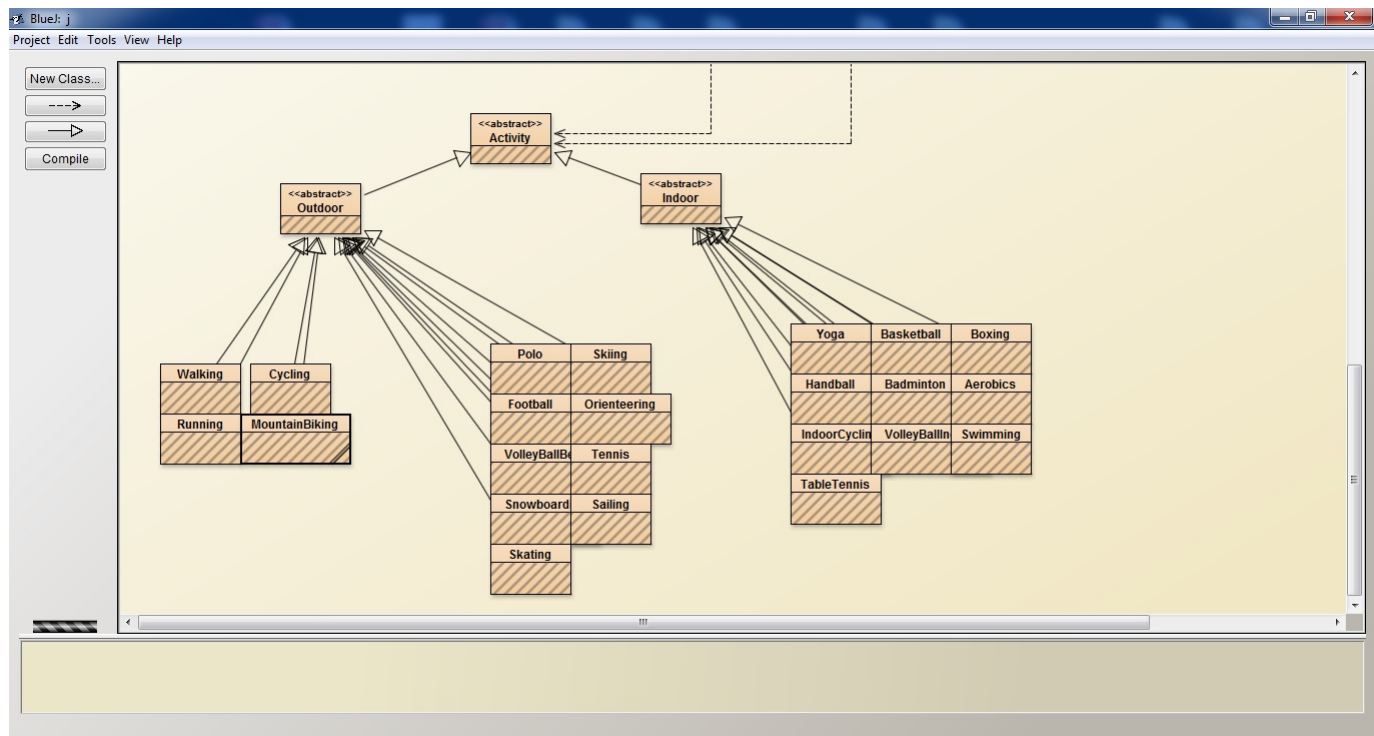 BlueJ: j
Project Edit Tools View Help
New Class...
Compile
<<abstract>>
Activity
<<abstract>>
Outdoor
<<abstract>>
Indoor
Walking
Cycling
Running
MountainBiking
Polo
Skiing
Football
Orienteering
VolleyBallBe
Tennis
Snowboard
Sailing
Skating
Yoga
Basketball
Boxing
Handball
Badminton
Aerobics
IndoorCyclin
VolleyBallIn
Swimming
TableTennis